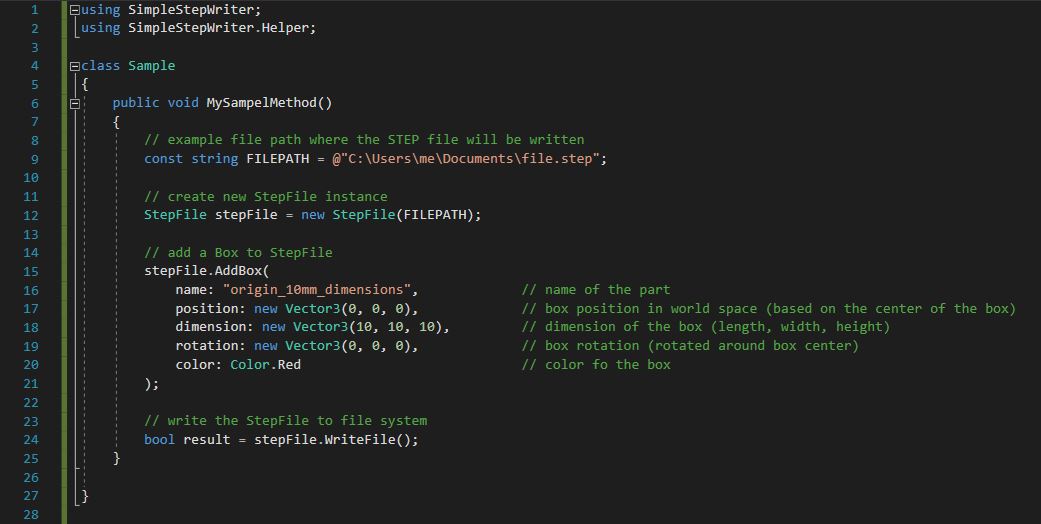 1 using SimpleStepWriter;
2 using SimpleStepWriter.Helper;
3
4 class Sample
5 {
6 public void MySampelMethod()
7 {
8 // example file path where the STEP file will be written
9 const string FILEPATH = @"C:\Users\me\Documents\file.step";
10
11 // create new StepFile instance
12 StepFile stepFile = new StepFile(FILEPATH);
13
14 // add a Box to StepFile
15 stepFile.AddBox(
16 name: "origin_10mm_dimensions", // name of the part
17 position: new Vector3(0, 0, 0), // box position in world space (based on the center of the box)
18 dimension: new Vector3(10, 10, 10), // dimension of the box (length, width, height)
19 rotation: new Vector3(0, 0, 0), // box rotation (rotated around box center)
20 color: Color.Red // color fo the box
21 );
22
23 // write the StepFile to file system
24 bool result = stepFile.WriteFile();
25 }
26
27 }
28